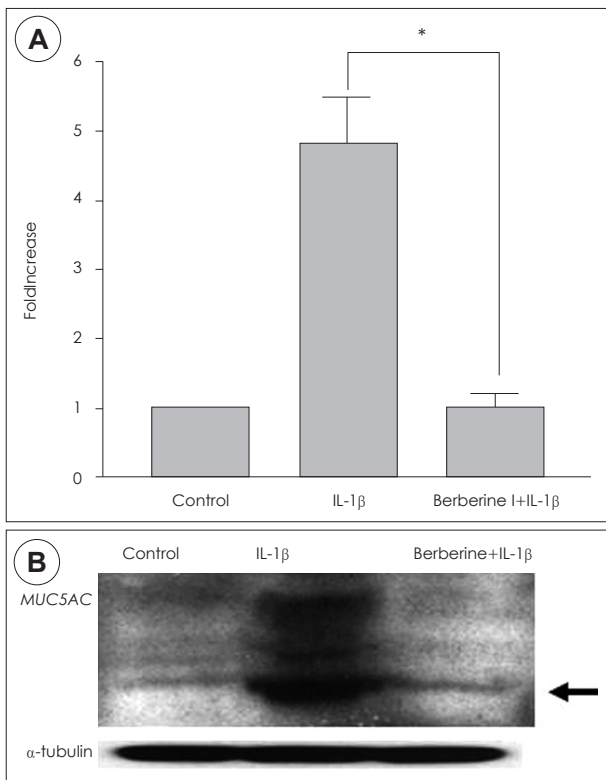 A
*
6
5
4
3
2
1
0
FoldIncrease
Control IL-1β Berberine I+IL-1β
B
Control IL-1β Berberine+IL-1β
MUC5AC
α-tubulin